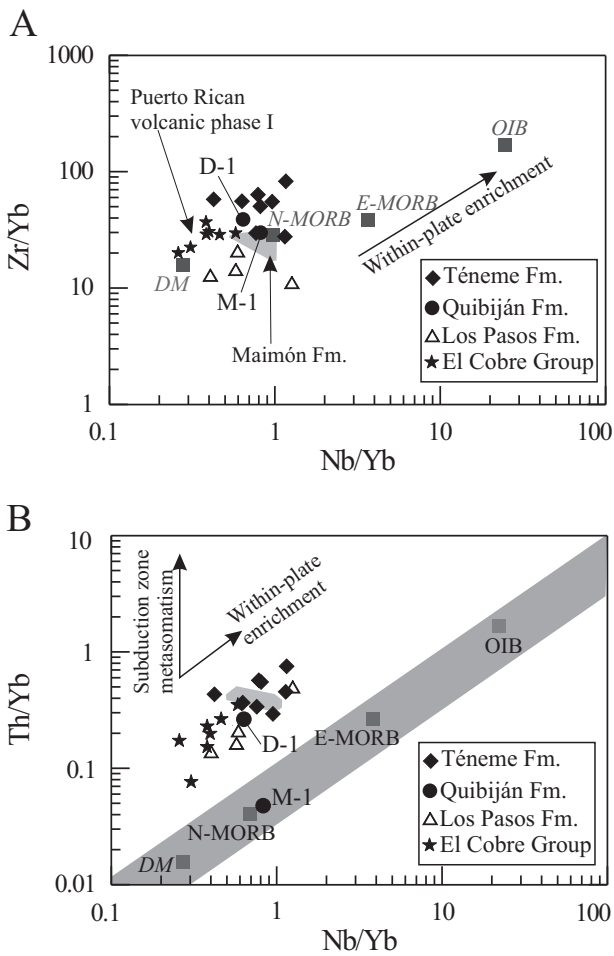 A
1000
100
10
1
Zr/Yb
Puerto Rican
volcanic phase I
D-1
OIB
E-MORB
N-MORB
Within-plate enrichment
DM
M-1
Maimón Fm.
Téneme Fm.
Quibiján Fm.
Los Pasos Fm.
El Cobre Group
0.1
1
10
100
Nb/Yb
B
10
1
0.1
0.01
Th/Yb
Subduction zone
metasomatism
Within-plate
enrichment
OIB
D-1
E-MORB
M-1
N-MORB
DM
Téneme Fm.
Quibiján Fm.
Los Pasos Fm.
El Cobre Group
0.1
1
10
100
Nb/Yb